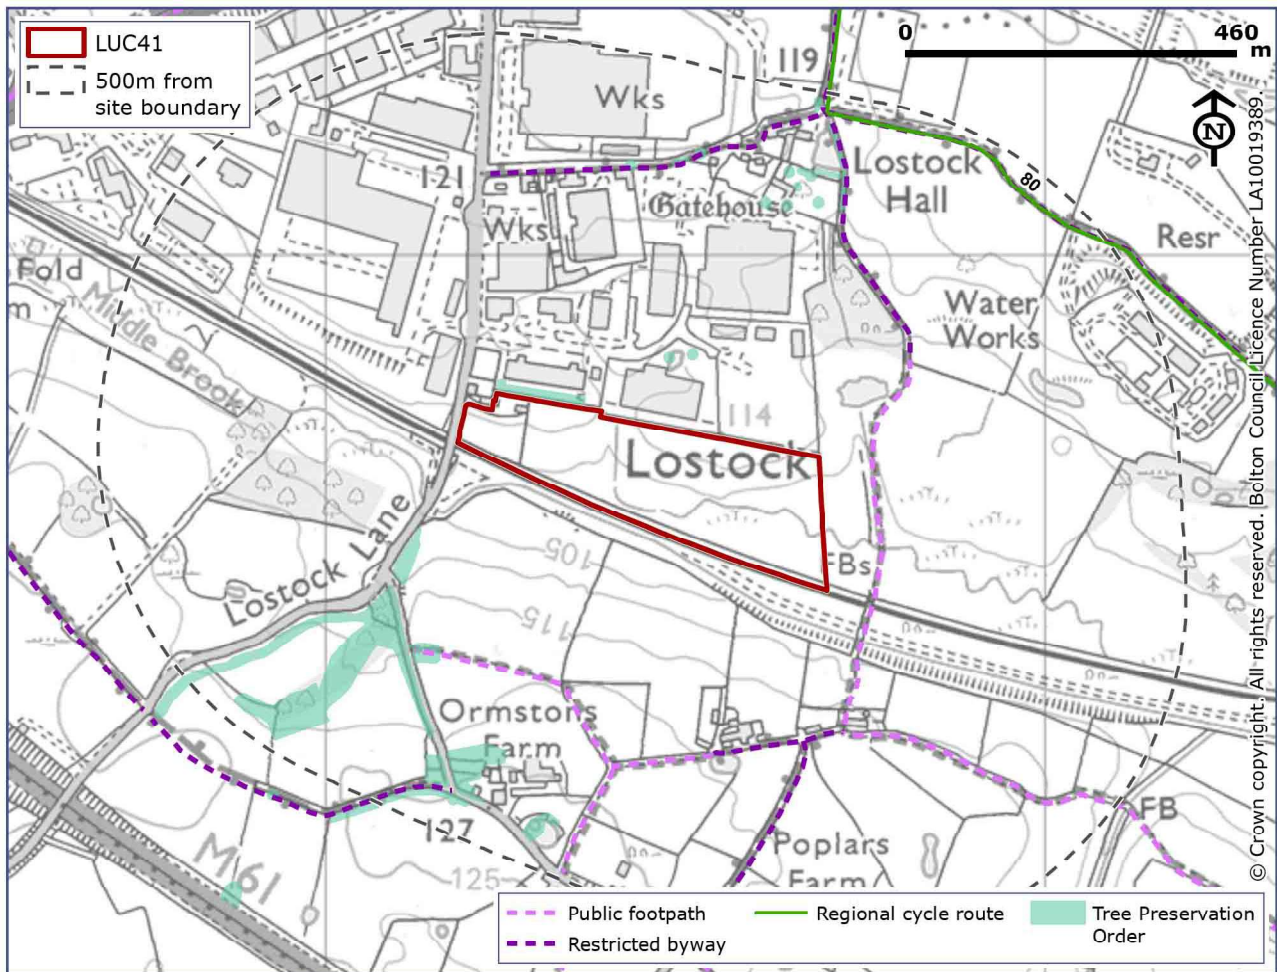 LUC41
500m from
site boundary
0 460
m
N
119
Wks
Lostock
Hall
80
121
Gatehouse
Wks
Resr
Fold
m
Middle Brook
Water
Works
114
Lostock
Lostock Lane
105
FBs
115
Ormstons
Farm
127
FB
M61
Poplars
Farm
125
Public footpath
Regional cycle route
Tree Preservation
Order
Restricted byway
© Crown copyright. All rights reserved. Bolton Council Licence Number LA100019389.